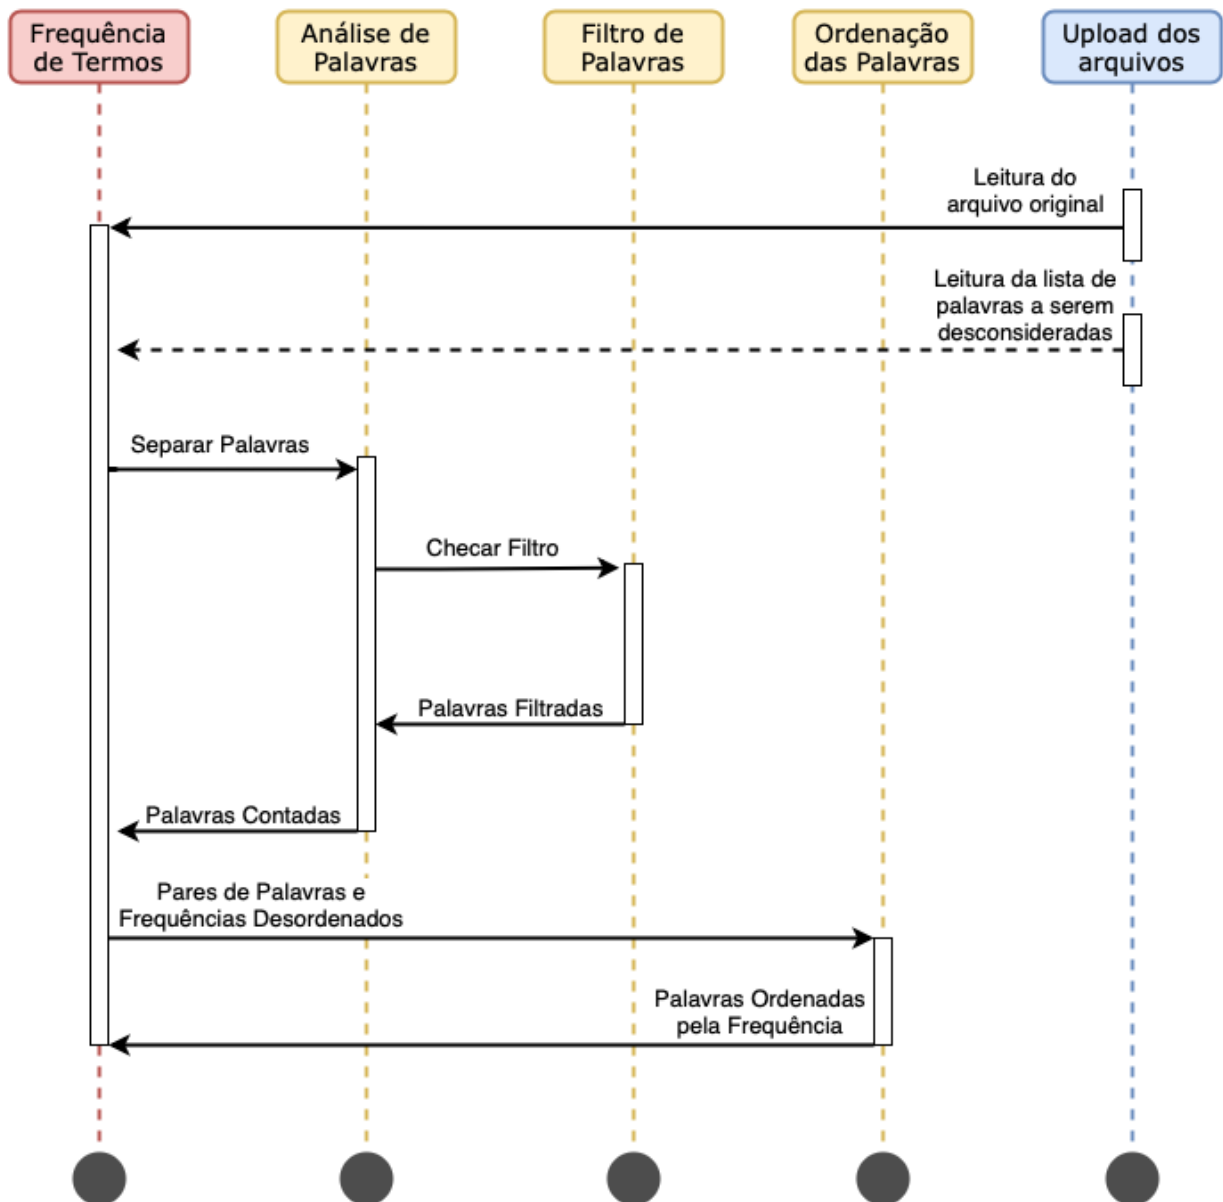 Frequência
de Termos
Análise de
Palavras
Filtro de
Palavras
Ordenação
das Palavras
Upload dos
arquivos
Leitura do
arquivo original
Leitura da lista de
palavras a serem
desconsideradas
Separar Palavras
Checar Filtro
Palavras Filtradas
Palavras Contadas
Pares de Palavras e
Frequências Desordenados
Palavras Ordenadas
pela Frequência